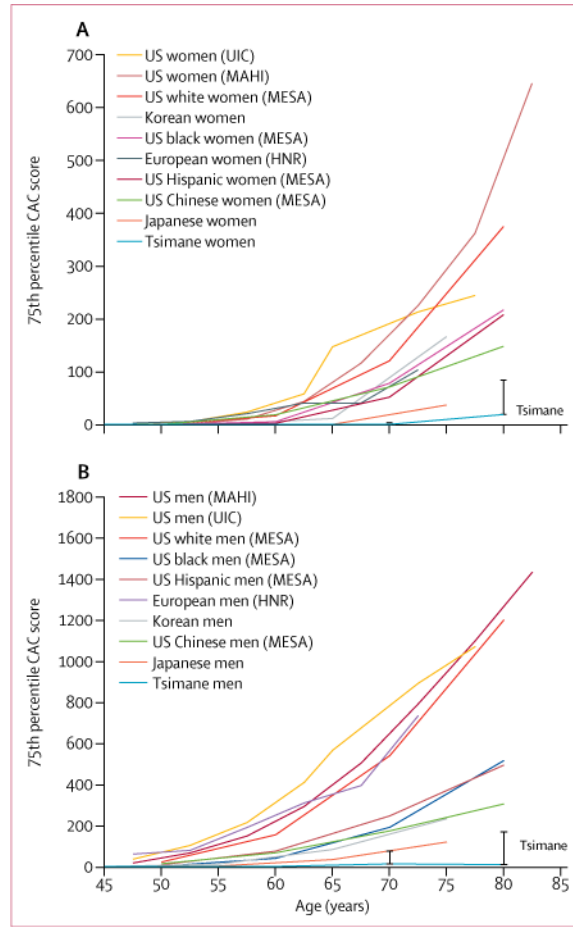 A
700
600
500
400
300
200
100
0
75th percentile CAC score
US women (UIC)
US women (MAHI)
US white women (MESA)
Korean women
US black women (MESA)
European women (HNR)
US Hispanic women (MESA)
US Chinese women (MESA)
Japanese women
Tsimane women
Tsimane
B
1800
1600
1400
1200
1000
800
600
400
200
0
75th percentile CAC score
US men (MAHI)
US men (UIC)
US white men (MESA)
US black men (MESA)
US Hispanic men (MESA)
European men (HNR)
Korean men
US Chinese men (MESA)
Japanese men
Tsimane men
Tsimane
45 50 55 60 65 70 75 80 85
Age (years)